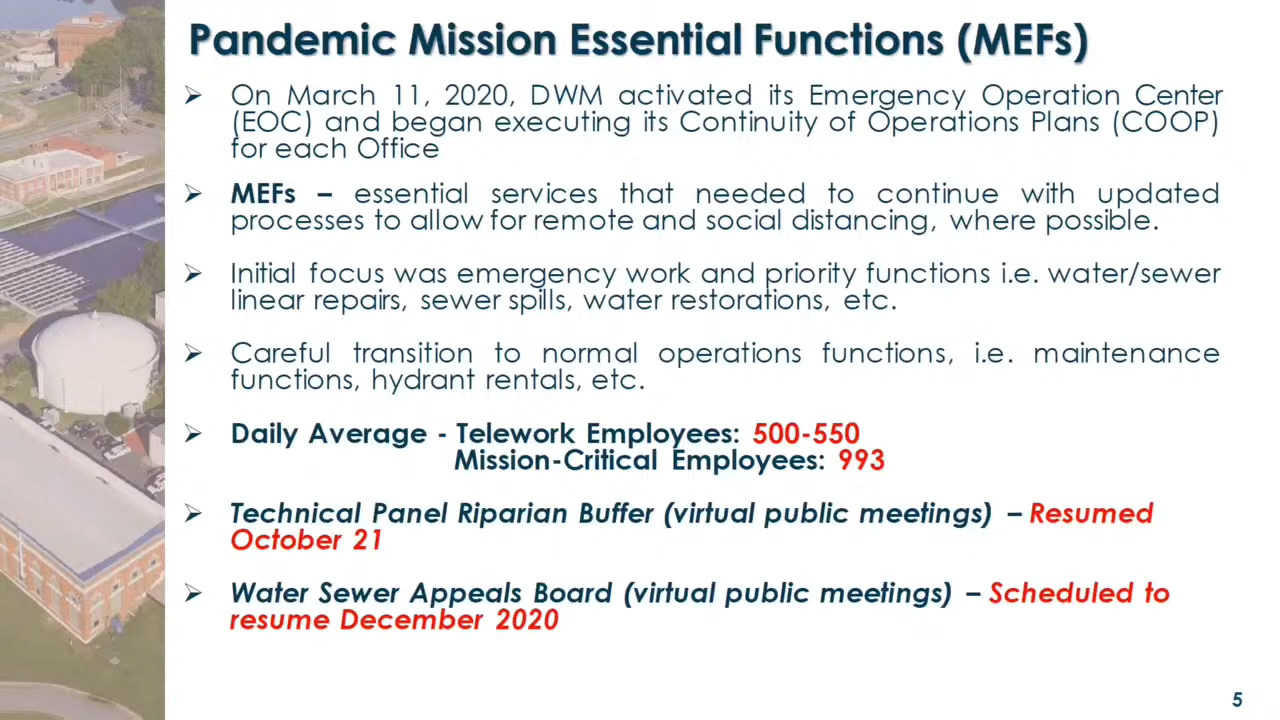 Pandemic Mission Essential Functions (MEFs)
➢ On March 11, 2020, DWM activated its Emergency Operation Center
(EOC) and began executing its Continuity of Operations Plans (COOP)
for each Office
➢ MEFs – essential services that needed to continue with updated
processes to allow for remote and social distancing, where possible.
➢ Initial focus was emergency work and priority functions i.e. water/sewer
linear repairs, sewer spills, water restorations, etc.
➢ Careful transition to normal operations functions, i.e. maintenance
functions, hydrant rentals, etc.
➢ Daily Average - Telework Employees: 500-550
Mission-Critical Employees: 993
➢ Technical Panel Riparian Buffer (virtual public meetings) – Resumed
October 21
➢ Water Sewer Appeals Board (virtual public meetings) – Scheduled to
resume December 2020
5